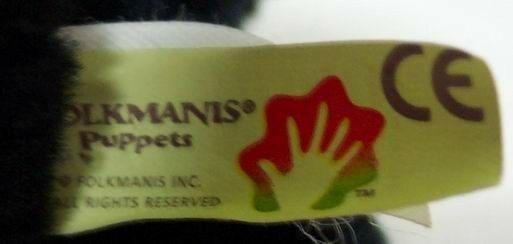 OLKMANIS® CE
Puppets
© FOLKMANIS INC.
ALL RIGHTS RESERVED ™